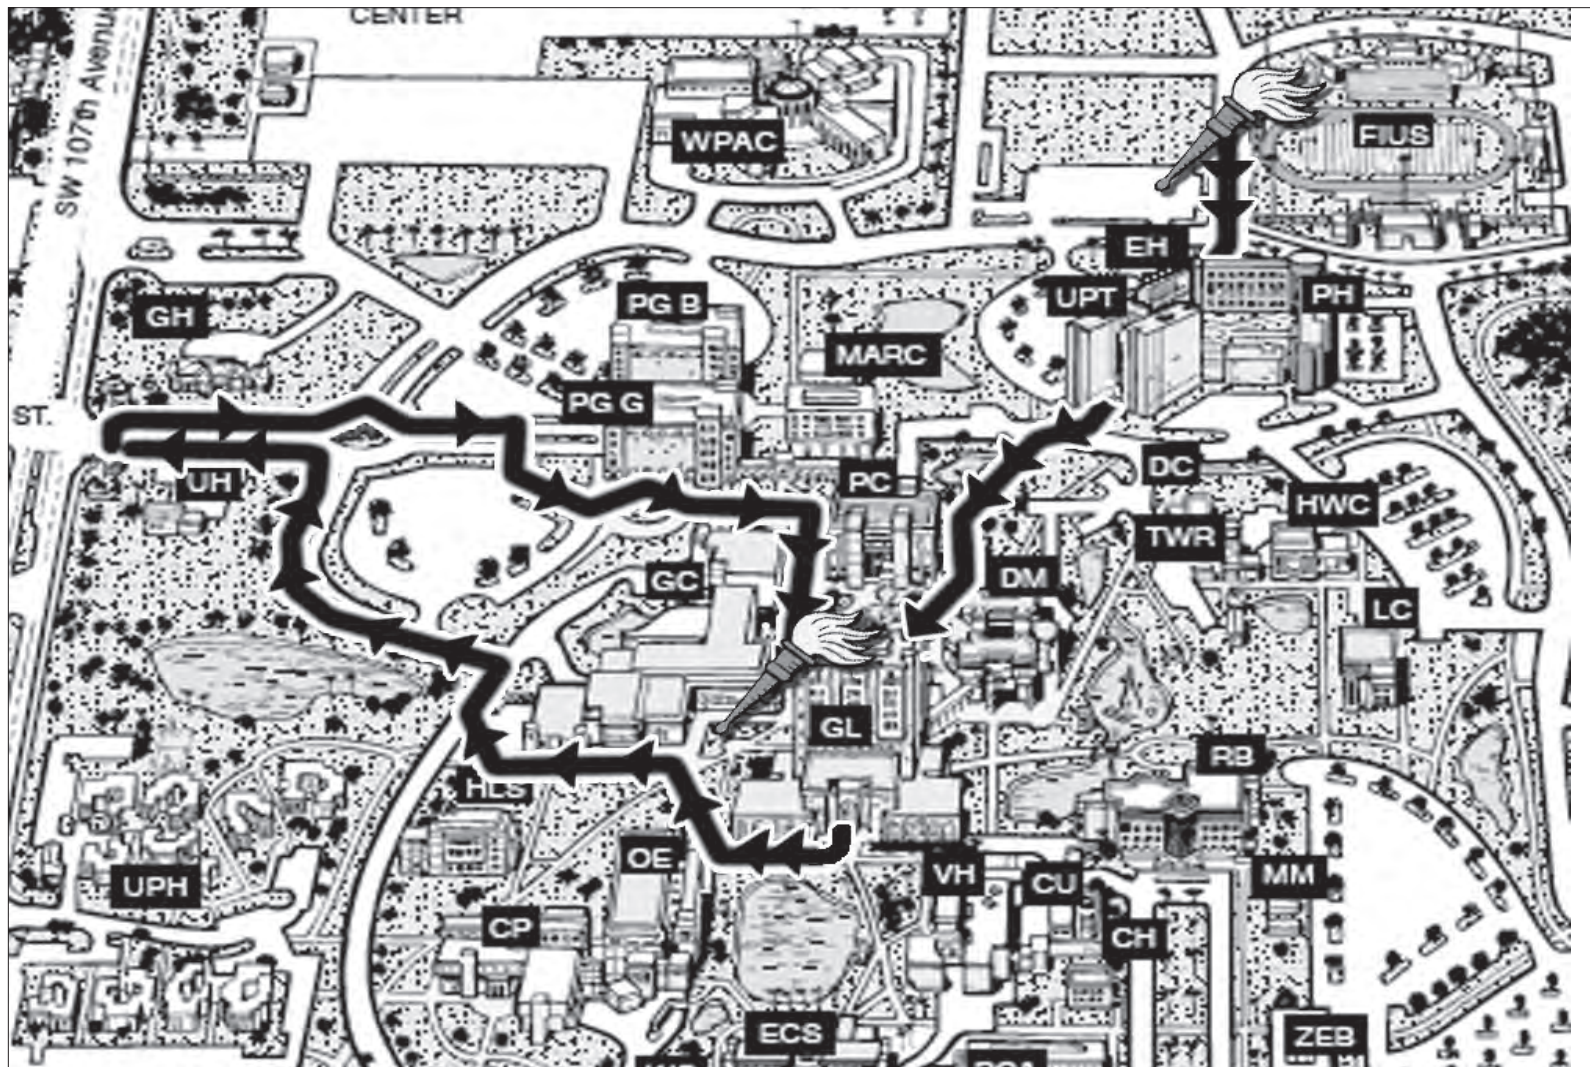 CENTER
SW 107th Avenue
WPAC
FIUS
EH
PG B
UPT
PH
GH
MARC
PG G
ST.
UH
PC
DC
HWC
TWR
GC
DM
LC
GL
RB
HLS
OE
VH
CU
MM
UPH
CP
CH
ECS
ZEB